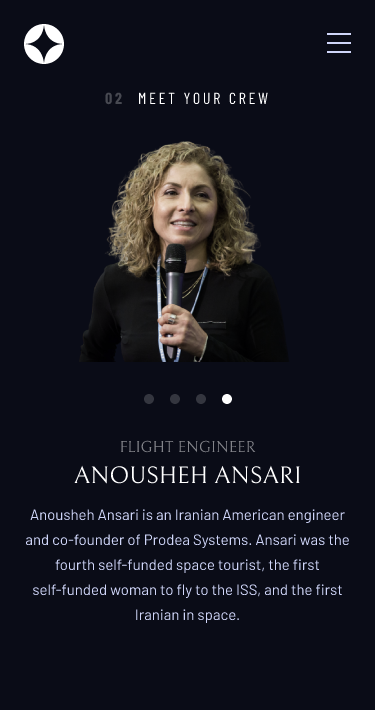 02 MEET YOUR CREW
FLIGHT ENGINEER
ANOUSHEH ANSARI
Anousheh Ansari is an Iranian American engineer
and co-founder of Prodea Systems. Ansari was the
fourth self-funded space tourist, the first
self-funded woman to fly to the ISS, and the first
Iranian in space.